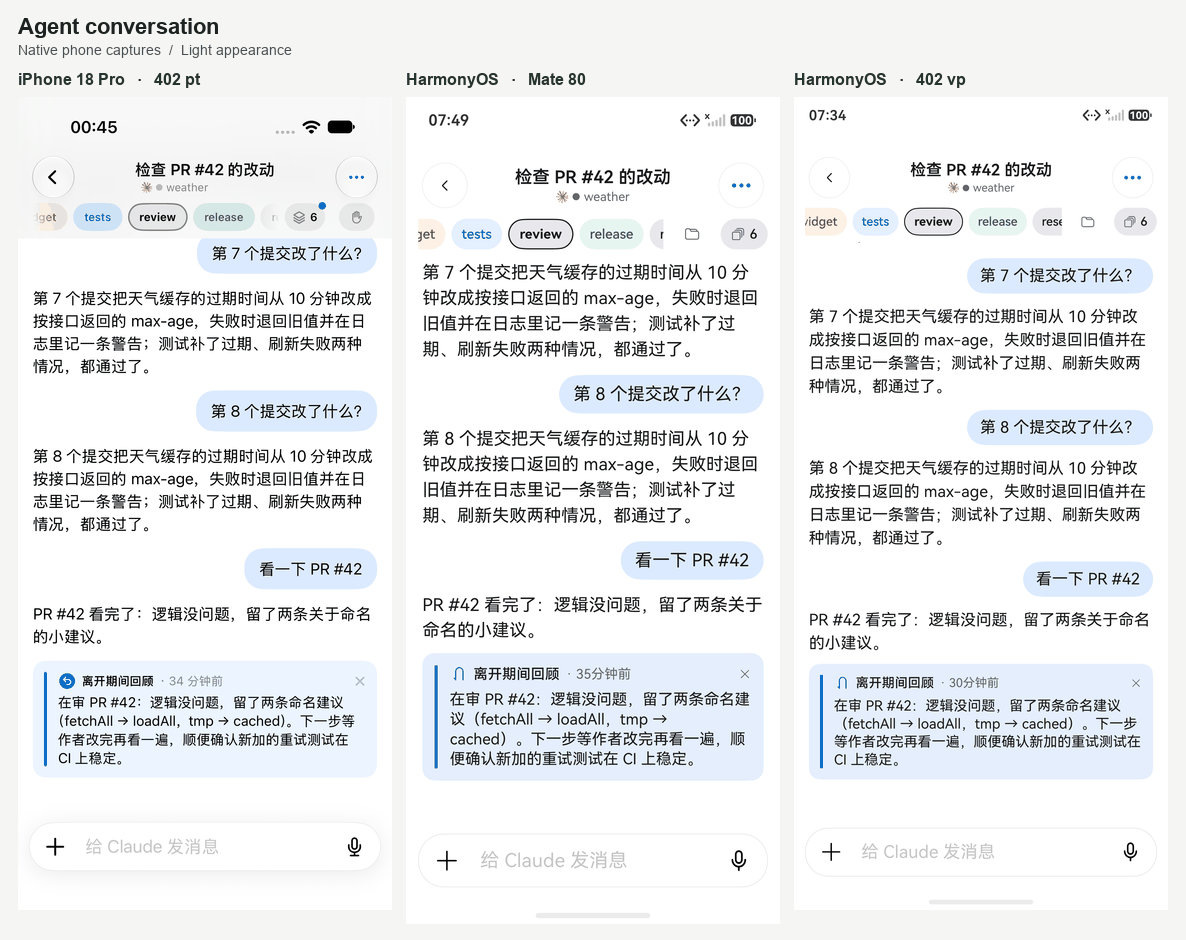 Agent conversation
Native phone captures / Light appearance
iPhone 18 Pro · 402 pt
00:45
检查 PR #42 的改动
weather
dget tests review release 6
第 7 个提交改了什么？
第 7 个提交把天气缓存的过期时间从 10 分钟改成
按接口返回的 max-age，失败时退回旧值并在日
志里记一条警告；测试补了过期、刷新失败两种
情况，都通过了。
第 8 个提交改了什么？
第 8 个提交把天气缓存的过期时间从 10 分钟改成
按接口返回的 max-age，失败时退回旧值并在日
志里记一条警告；测试补了过期、刷新失败两种
情况，都通过了。
看一下 PR #42
PR #42 看完了：逻辑没问题，留了两条关于命名
的小建议。
离开期间回顾 · 34 分钟前
在审 PR #42：逻辑没问题，留了两条命名建议
（fetchAll → loadAll，tmp → cached）。下一步等
作者改完再看一遍，顺便确认新加的重试测试在
CI 上稳定。
给 Claude 发消息
HarmonyOS · Mate 80
07:49
100
检查 PR #42 的改动
weather
get tests review release r 6
第 7 个提交把天气缓存的过期时间从 10 分
钟改成按接口返回的 max-age，失败时退回
旧值并在日志里记一条警告；测试补了过
期、刷新失败两种情况，都通过了。
第 8 个提交改了什么？
第 8 个提交把天气缓存的过期时间从 10 分
钟改成按接口返回的 max-age，失败时退回
旧值并在日志里记一条警告；测试补了过
期、刷新失败两种情况，都通过了。
看一下 PR #42
PR #42 看完了：逻辑没问题，留了两条关于
命名的小建议。
离开期间回顾 · 35分钟前
在审 PR #42：逻辑没问题，留了两条命名建
议（fetchAll → loadAll，tmp →
cached）。下一步等作者改完再看一遍，顺
便确认新加的重试测试在 CI 上稳定。
给 Claude 发消息
HarmonyOS · 402 vp
07:34
100
检查 PR #42 的改动
weather
vidget tests review release rese 6
第 7 个提交改了什么？
第 7 个提交把天气缓存的过期时间从 10 分钟改
成按接口返回的 max-age，失败时退回旧值并在
日志里记一条警告；测试补了过期、刷新失败两
种情况，都通过了。
第 8 个提交改了什么？
第 8 个提交把天气缓存的过期时间从 10 分钟改
成按接口返回的 max-age，失败时退回旧值并在
日志里记一条警告；测试补了过期、刷新失败两
种情况，都通过了。
看一下 PR #42
PR #42 看完了：逻辑没问题，留了两条关于命名
的小建议。
离开期间回顾 · 30分钟前
在审 PR #42：逻辑没问题，留了两条命名建议
（fetchAll → loadAll，tmp → cached）。下一步
等作者改完再看一遍，顺便确认新加的重试测试在
CI 上稳定。
给 Claude 发消息